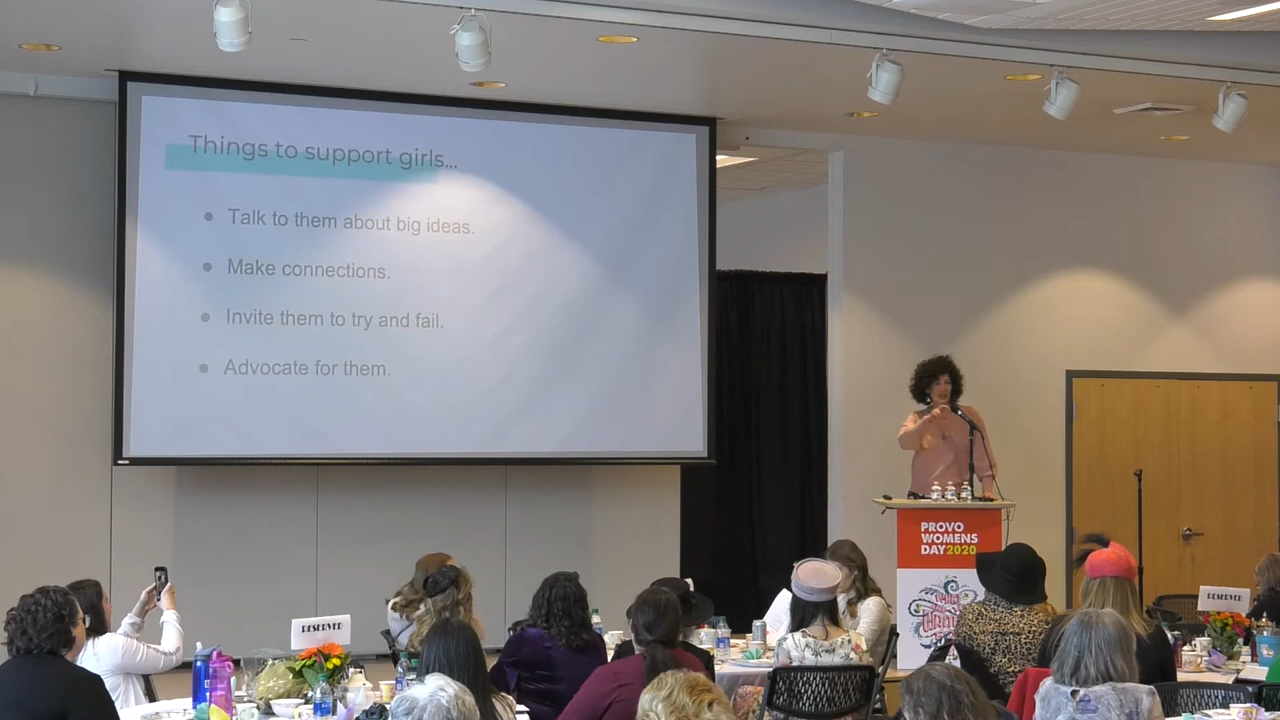 Things to support girls...
Talk to them about big ideas.
Make connections.
Invite them to try and fail.
Advocate for them.
PROVO
WOMENS
DAY2020
RESERVED
RESERVED